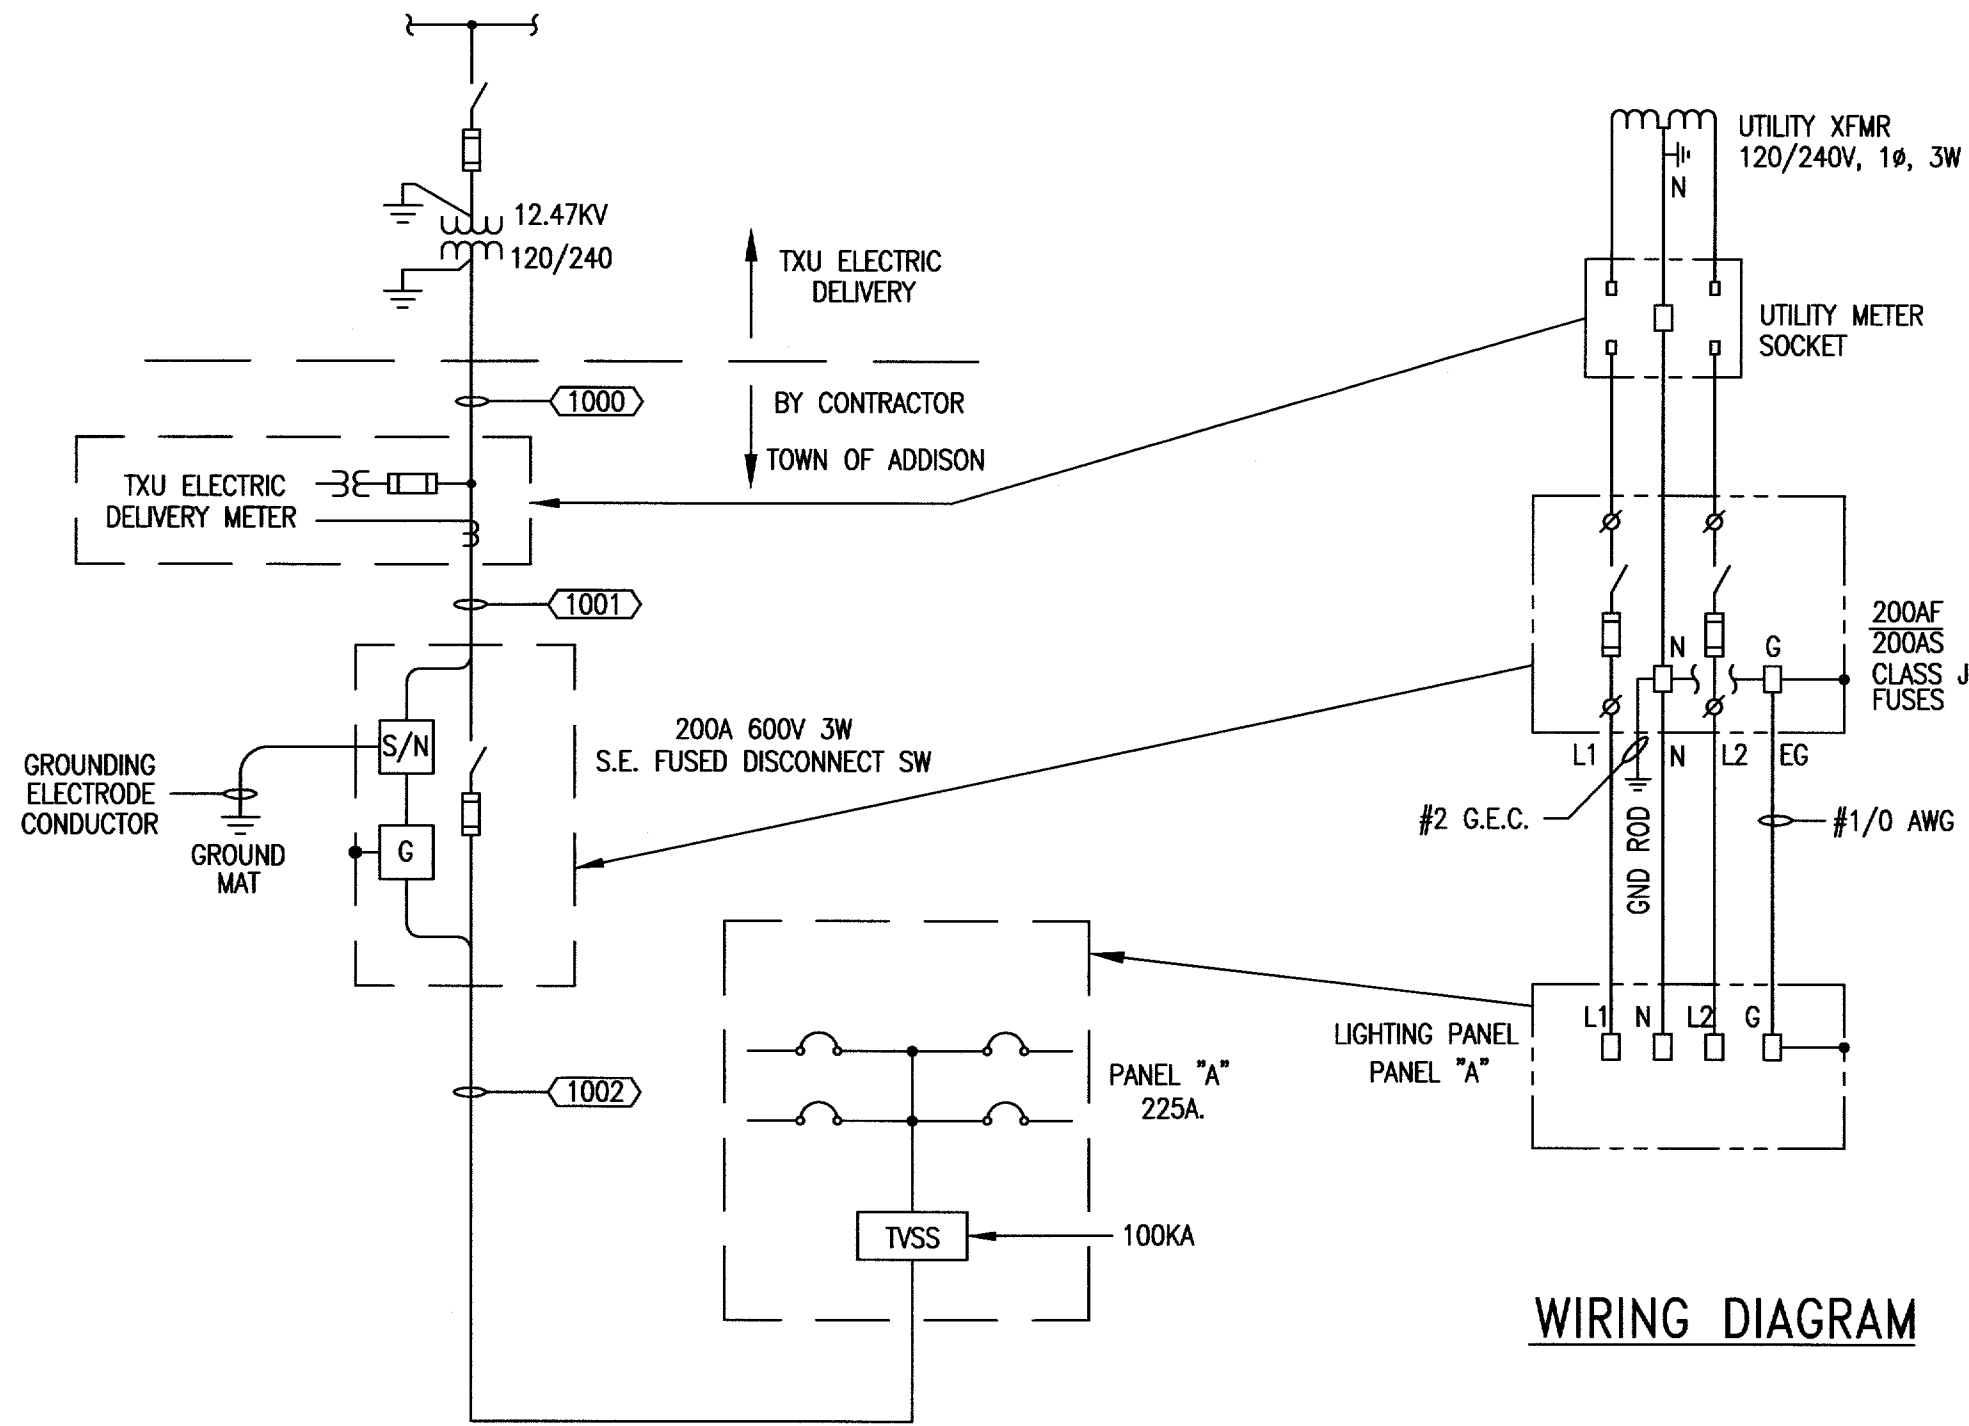 12.47KV
120/240
TXU ELECTRIC
DELIVERY
1000
BY CONTRACTOR
TOWN OF ADDISON
TXU ELECTRIC
DELIVERY METER
1001
S/N
G
GROUNDING
ELECTRODE
CONDUCTOR
GROUND
MAT
200A 600V 3W
S.E. FUSED DISCONNECT SW
1002
PANEL "A"
225A.
TVSS
100KA
UTILITY XFMR
120/240V, 1ø, 3W
N
UTILITY METER
SOCKET
200AF
200AS
CLASS J
FUSES
N
G
L1
N
L2
EG
#2 G.E.C.
GND ROD
#1/0 AWG
L1
N
L2
G
LIGHTING PANEL
PANEL "A"
WIRING DIAGRAM